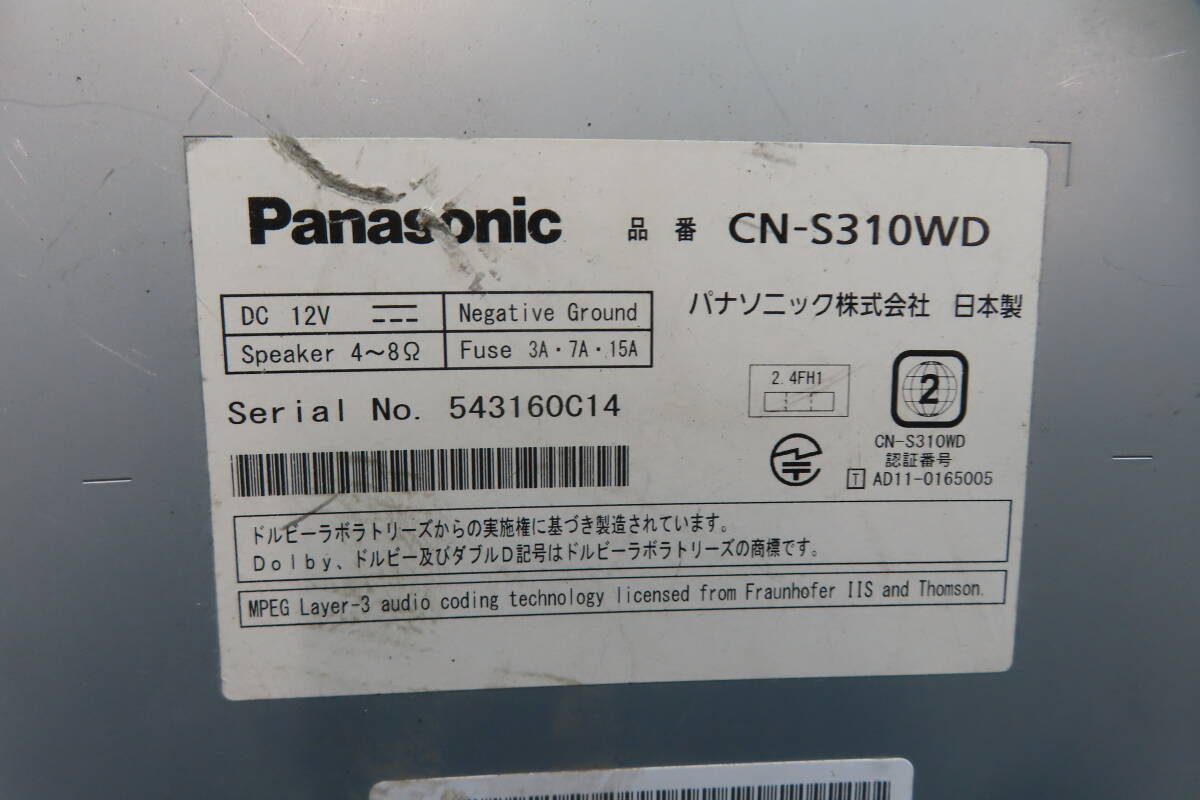 Panasonic 品番 CN-S310WD
DC 12V Negative Ground
Speaker 4～8Ω Fuse 3A・7A・15A
パナソニック株式会社 日本製
Serial No. 543160C14
2.4FH1
2
CN-S310WD
認証番号
T AD11-0165005
ドルビーラボラトリーズからの実施権に基づき製造されています。
Dolby、ドルビー及びダブルD記号はドルビーラボラトリーズの商標です。
MPEG Layer-3 audio coding technology licensed from Fraunhofer IIS and Thomson.